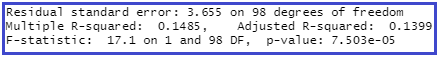 Residual standard error: 3.655 on 98 degrees of freedom
Multiple R-squared:  0.1485,    Adjusted R-squared:  0.1399
F-statistic:  17.1 on 1 and 98 DF,  p-value: 7.503e-05